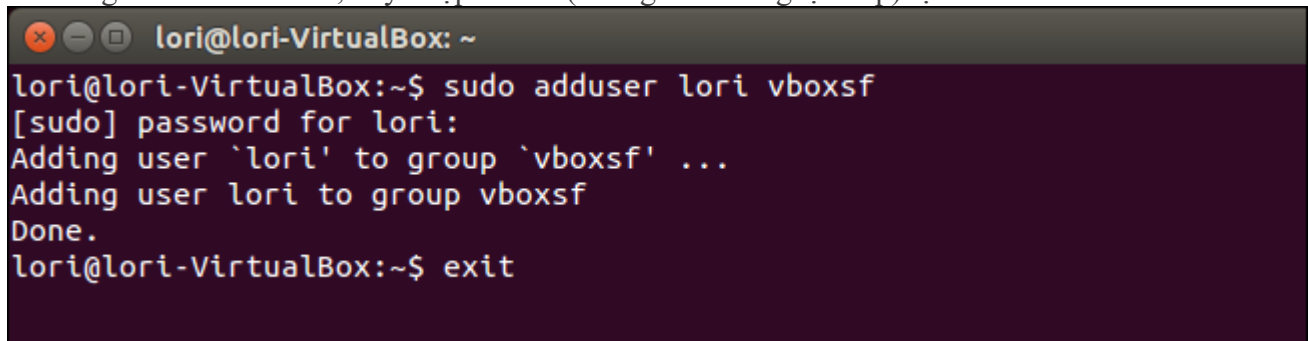 lori@lori-VirtualBox: ~
lori@lori-VirtualBox:~$ sudo adduser lori vboxsf
[sudo] password for lori:
Adding user `lori' to group `vboxsf' ...
Adding user lori to group vboxsf
Done.
lori@lori-VirtualBox:~$ exit